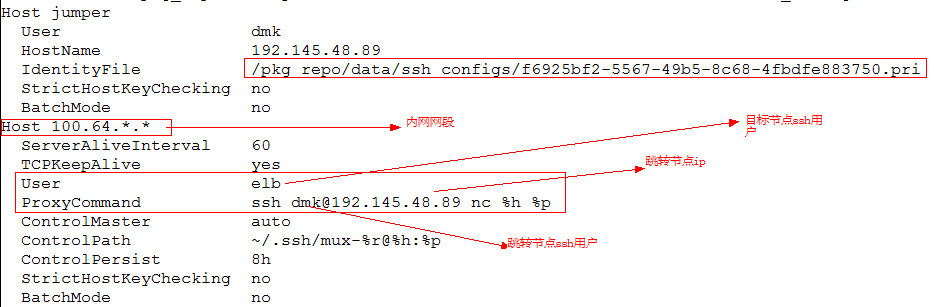 Host jumper
User dmk
HostName 192.145.48.89
IdentityFile /pkg_repo/data/ssh_configs/f6925bf2-5567-49b5-8c68-4fbdfe883750.pri
StrictHostKeyChecking no
BatchMode no
Host 100.64.*.* 内网网段
ServerAliveInterval 60
TCPKeepAlive yes
目标节点ssh用
户
User elb
跳转节点ip
ProxyCommand ssh dmk@192.145.48.89 nc %h %p
ControlMaster auto
ControlPath ~/.ssh/mux-%r@%h:%p
跳转节点ssh用户
ControlPersist 8h
StrictHostKeyChecking no
BatchMode no